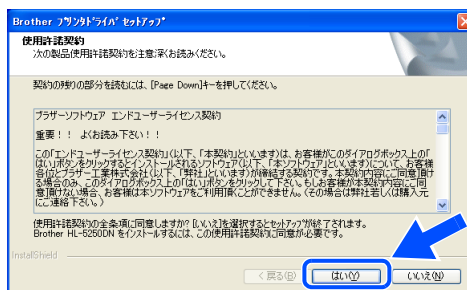 Brother プリンタドライバ セットアップ
使用許諾契約
次の製品使用許諾契約を注意深くお読みください。
契約の残りの部分を読むには、[Page Down]キーを押してください。
ブラザーソフトウェア エンドユーザーライセンス契約
重要！！ よくお読み下さい！！
この「エンドユーザーライセンス契約」(以下、「本契約」といいます)は、お客様がこのダイアログボックス上の「
はい」ボタンをクリックするとインストールされるソフトウェア(以下、「本ソフトウェア」といいます)について、お客様
各位とブラザー工業株式会社(以下、「弊社」といいます)が締結する契約です。本契約内容にご同意頂け
る場合のみ、このダイアログボックス上の「はい」ボタンをクリックして下さい。もしお客様が本契約内容にご同
意頂けない場合、お客様は本ソフトウェアをご利用頂くことができません。(その場合は弊社若しくは購入元
にご連絡下さい。)
使用許諾契約の全条項に同意しますか? [いいえ]を選択するとセットアップが終了されます。
Brother HL-5250DN をインストールするには、この使用許諾契約に同意が必要です。
InstallShield
< 戻る(B) はい(Y) いいえ(N)